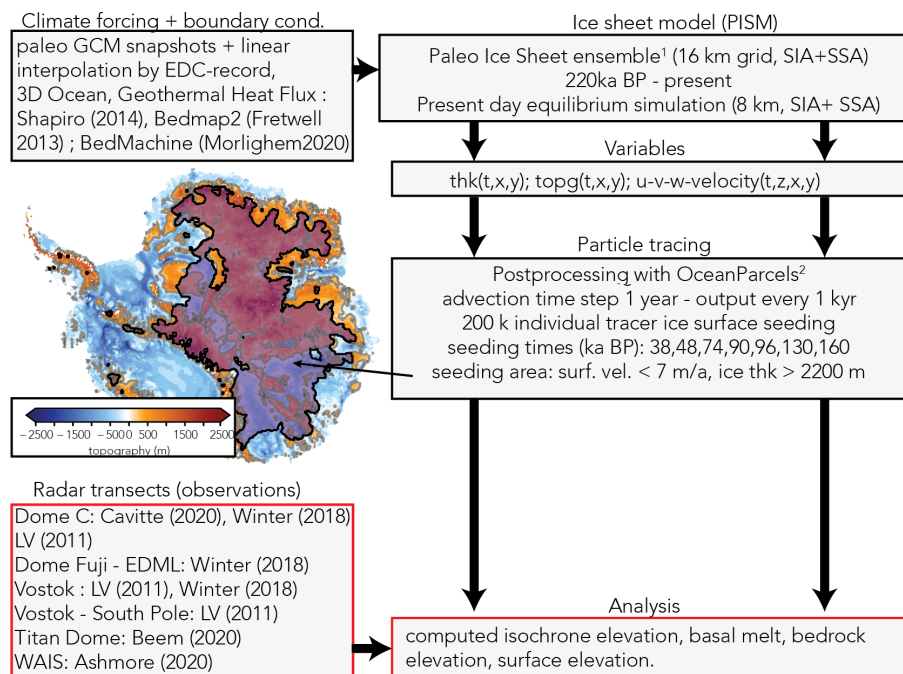 Climate forcing + boundary cond.
paleo GCM snapshots + linear
interpolation by EDC-record,
3D Ocean, Geothermal Heat Flux :
Shapiro (2014), Bedmap2 (Fretwell
2013) ; BedMachine (Morlighem2020)
Ice sheet model (PISM)
Paleo Ice Sheet ensemble¹ (16 km grid, SIA+SSA)
220ka BP - present
Present day equilibrium simulation (8 km, SIA+ SSA)
Variables
thk(t,x,y); topg(t,x,y); u-v-w-velocity(t,z,x,y)
Particle tracing
Postprocessing with OceanParcels²
advection time step 1 year - output every 1 kyr
200 k individual tracer ice surface seeding
seeding times (ka BP): 38,48,74,90,96,130,160
seeding area: surf. vel. < 7 m/a, ice thk > 2200 m
−2500 −1500 −5000 500 1500 2500
topography (m)
Radar transects (observations)
Dome C: Cavitte (2020), Winter (2018)
LV (2011)
Dome Fuji - EDML: Winter (2018)
Vostok : LV (2011), Winter (2018)
Vostok - South Pole: LV (2011)
Titan Dome: Beem (2020)
WAIS: Ashmore (2020)
Analysis
computed isochrone elevation, basal melt, bedrock
elevation, surface elevation.